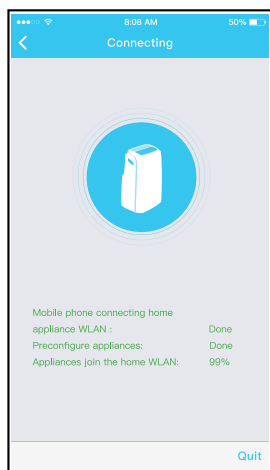 8:08 AM 50%
Connecting
Mobile phone connecting home
appliance WLAN : Done
Preconfigure appliances: Done
Appliances join the home WLAN: 99%
Quit